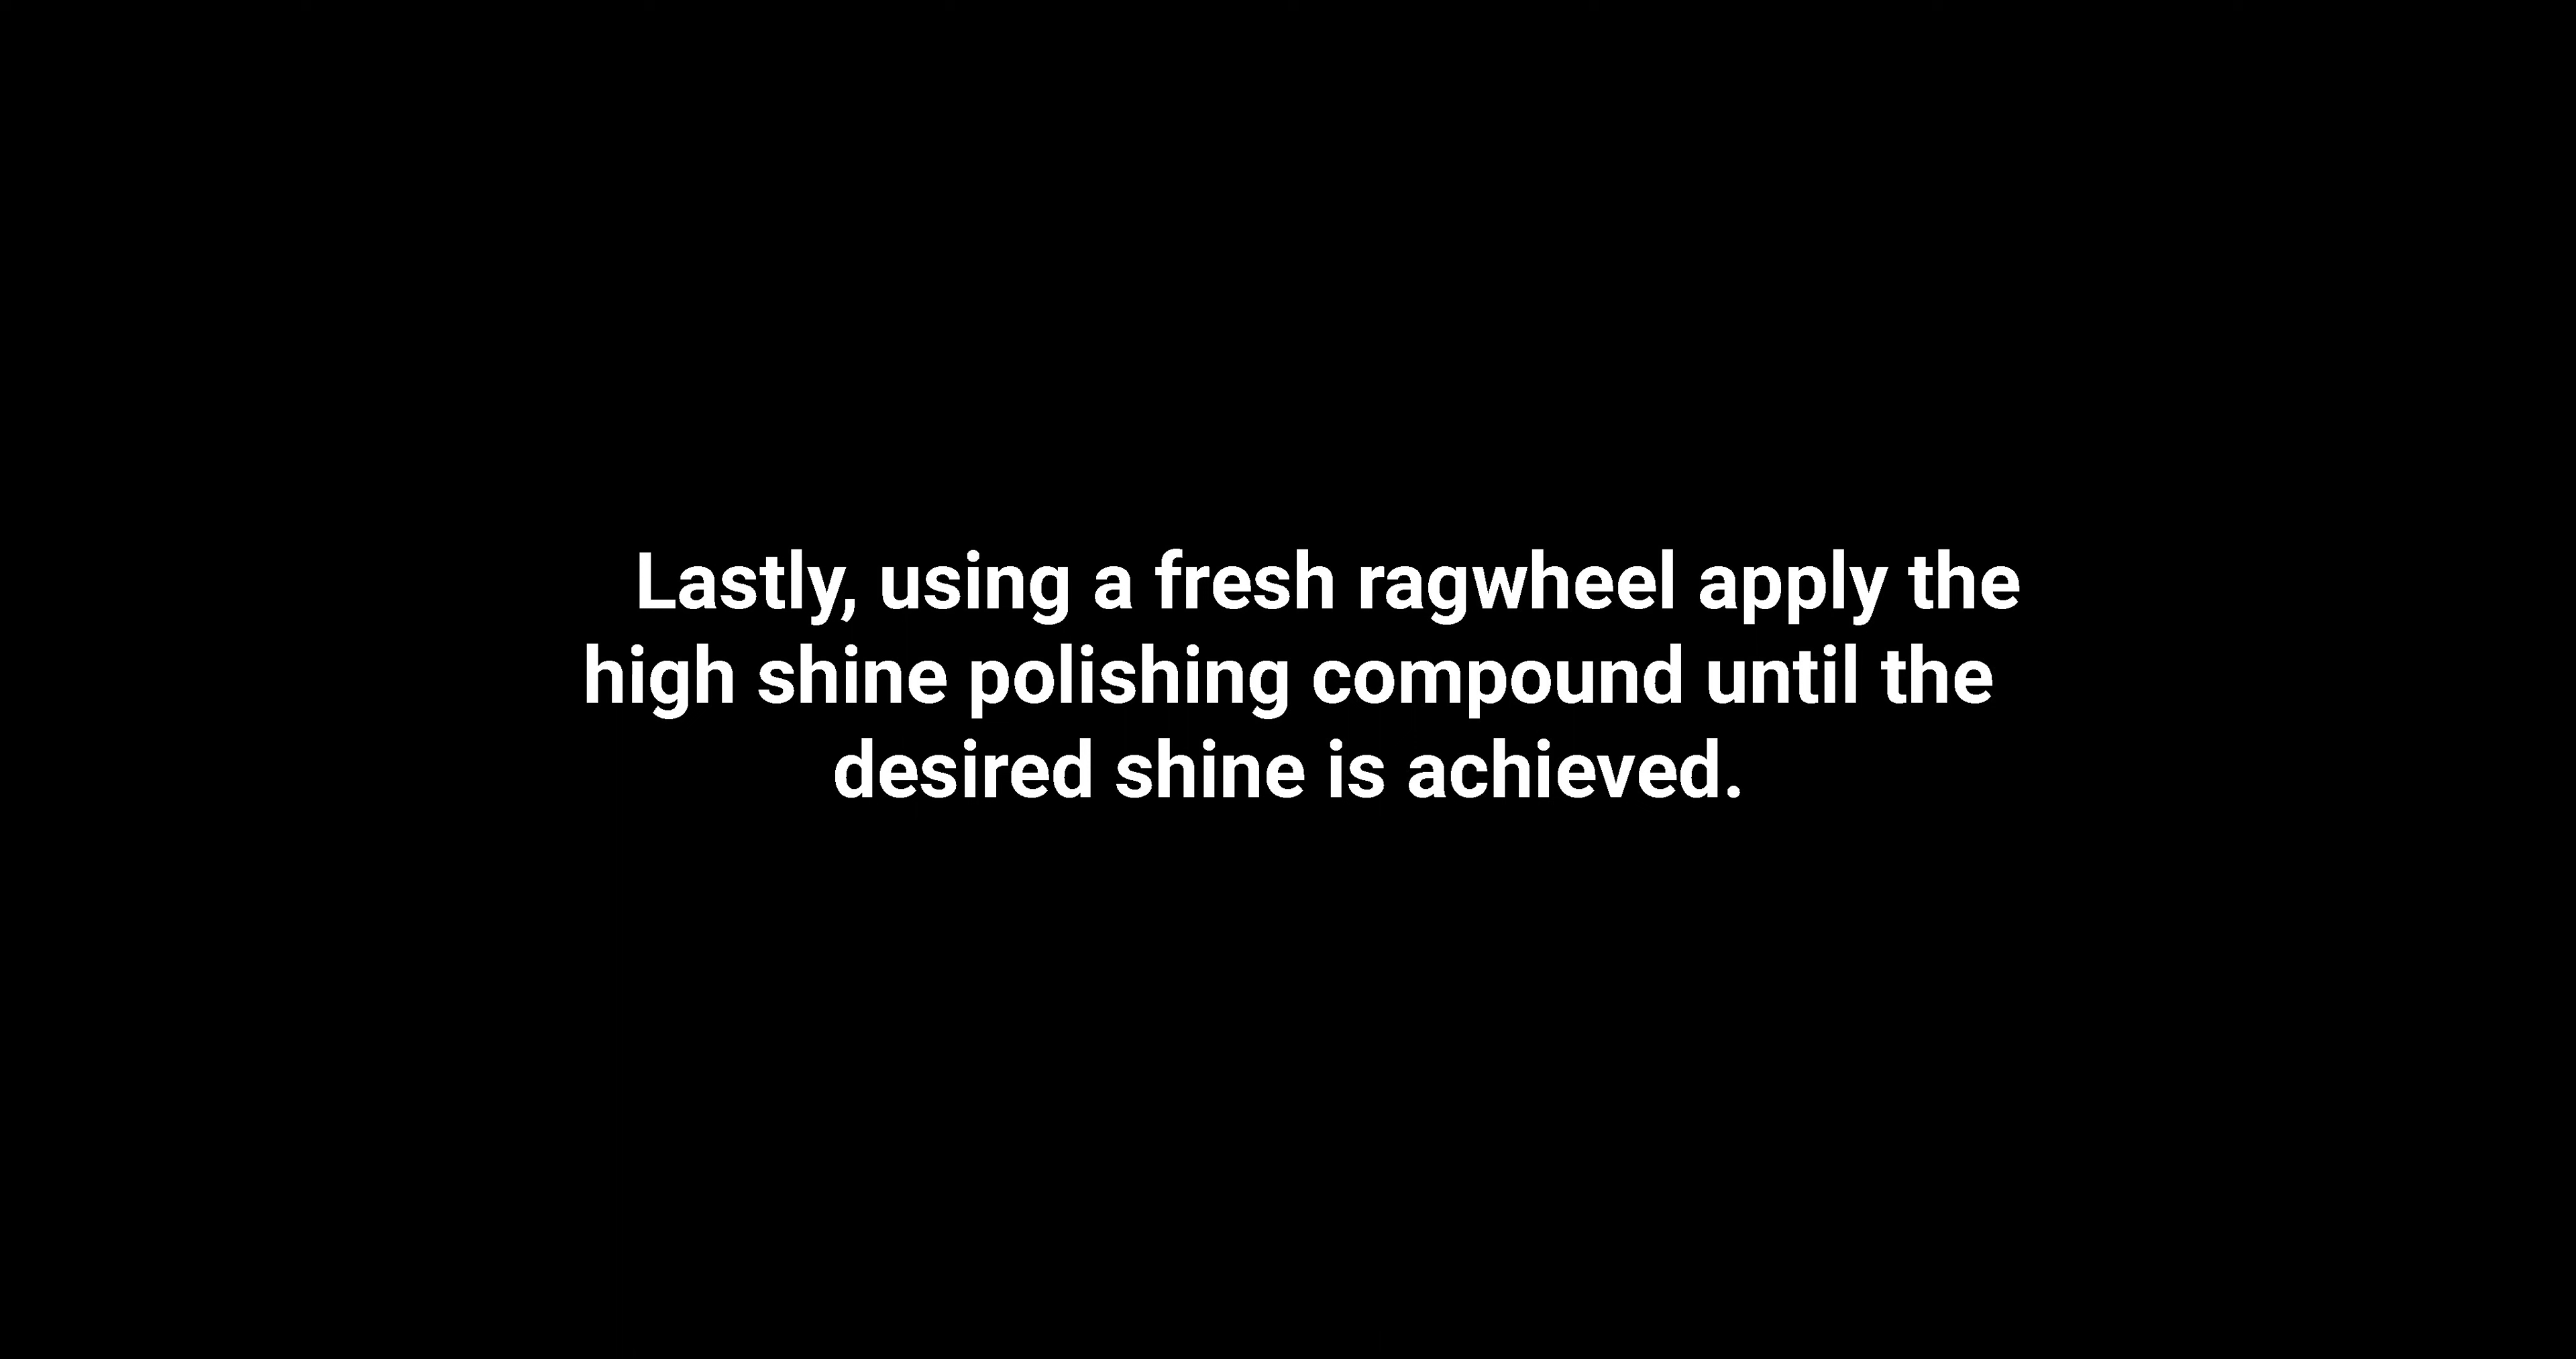 Lastly, using a fresh ragwheel apply the
high shine polishing compound until the
desired shine is achieved.